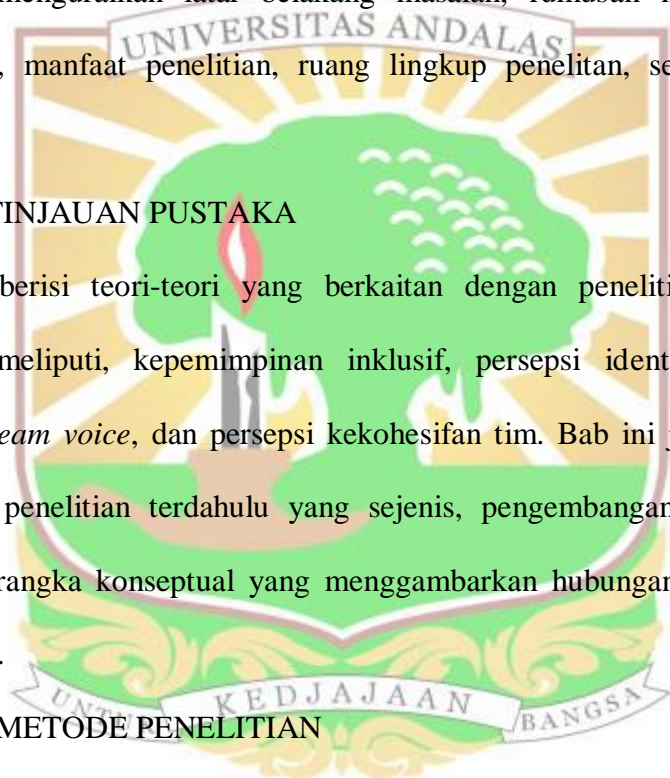 UNIVERSITAS ANDALAS
, manfaat penelitian, ruang lingkup penelitan, se
TINJAUAN PUSTAKA
berisi teori-teori yang berkaitan dengan peneliti
meliputi, kepemimpinan inklusif, persepsi ident
eam voice, dan persepsi kekohesifan tim. Bab ini j
penelitian terdahulu yang sejenis, pengembangan
rangka konseptual yang menggambarkan hubungan
.
UNTUK KEDJAJAAN BANGSA
METODE PENELITIAN